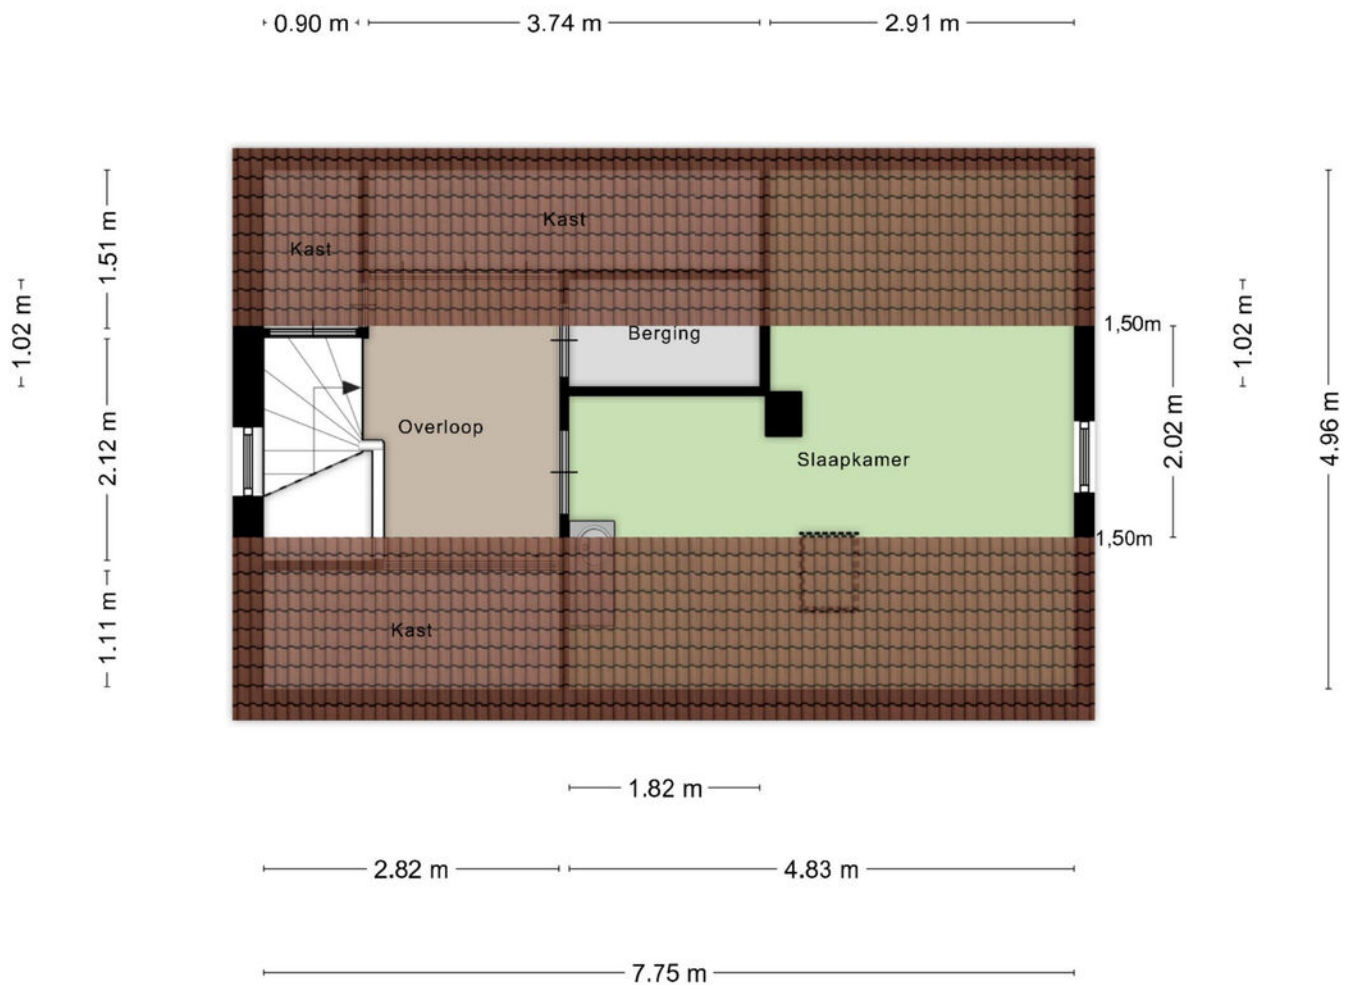 0.90 m
3.74 m
2.91 m
1.51 m
Kast
Kast
1.02 m
1.02 m
1,50m
Berging
2.12 m
Overloop
Slaapkamer
2.02 m
4.96 m
1,50m
1.11 m
Kast
1.82 m
2.82 m
4.83 m
7.75 m